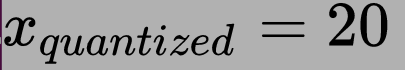 x_{quantized} = 20